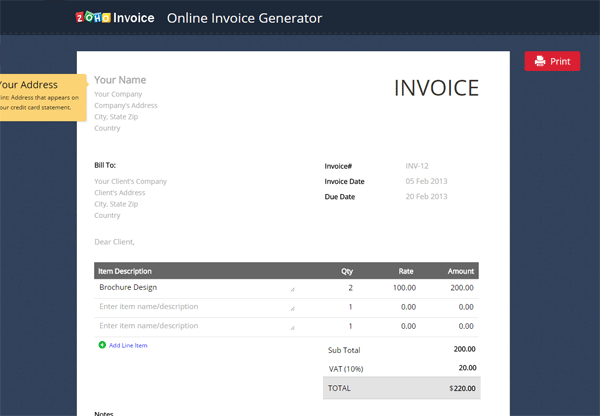 ZOHO Invoice Online Invoice Generator
Print
Your Address
Hint: Address that appears on
your credit card statement.
Your Name
Your Company
Company's Address
City, State Zip
Country
INVOICE
Bill To:
Your Client's Company
Client's Address
City, State Zip
Country
Invoice# INV-12
Invoice Date 05 Feb 2013
Due Date 20 Feb 2013
Dear Client,
Item Description Qty Rate Amount
Brochure Design 2 100.00 200.00
Enter item name/description 1 0.00 0.00
Enter item name/description 1 0.00 0.00
Add Line Item
Sub Total 200.00
VAT (10%) 20.00
TOTAL $220.00
Notes